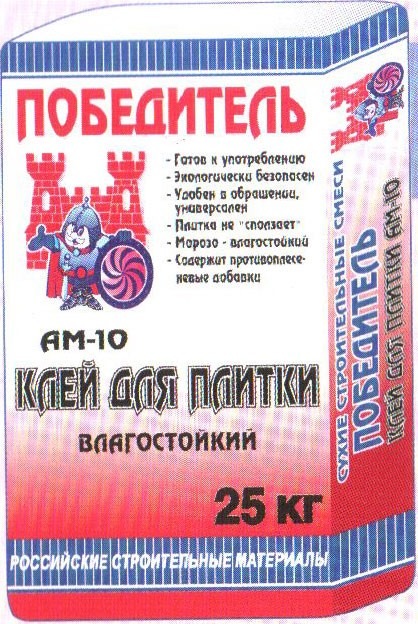 ПОБЕДИТЕЛЬ
- Готов к употреблению
- Экологически безопасен
- Удобен в обращении,
универсален
- Плитка не "сползает"
- Морозо - влагостойкий
- Содержит противоплесе-
невые добавки
АМ-10
КЛЕЙ ДЛЯ ПЛИТКИ
ВЛАГОСТОЙКИЙ
25 КГ
РОССИЙСКИЕ СТРОИТЕЛЬНЫЕ МАТЕРИАЛЫ
СУХИЕ СТРОИТЕЛЬНЫЕ СМЕСИ
ПОБЕДИТЕЛЬ
КЛЕЙ ДЛЯ ПЛИТКИ АМ-10